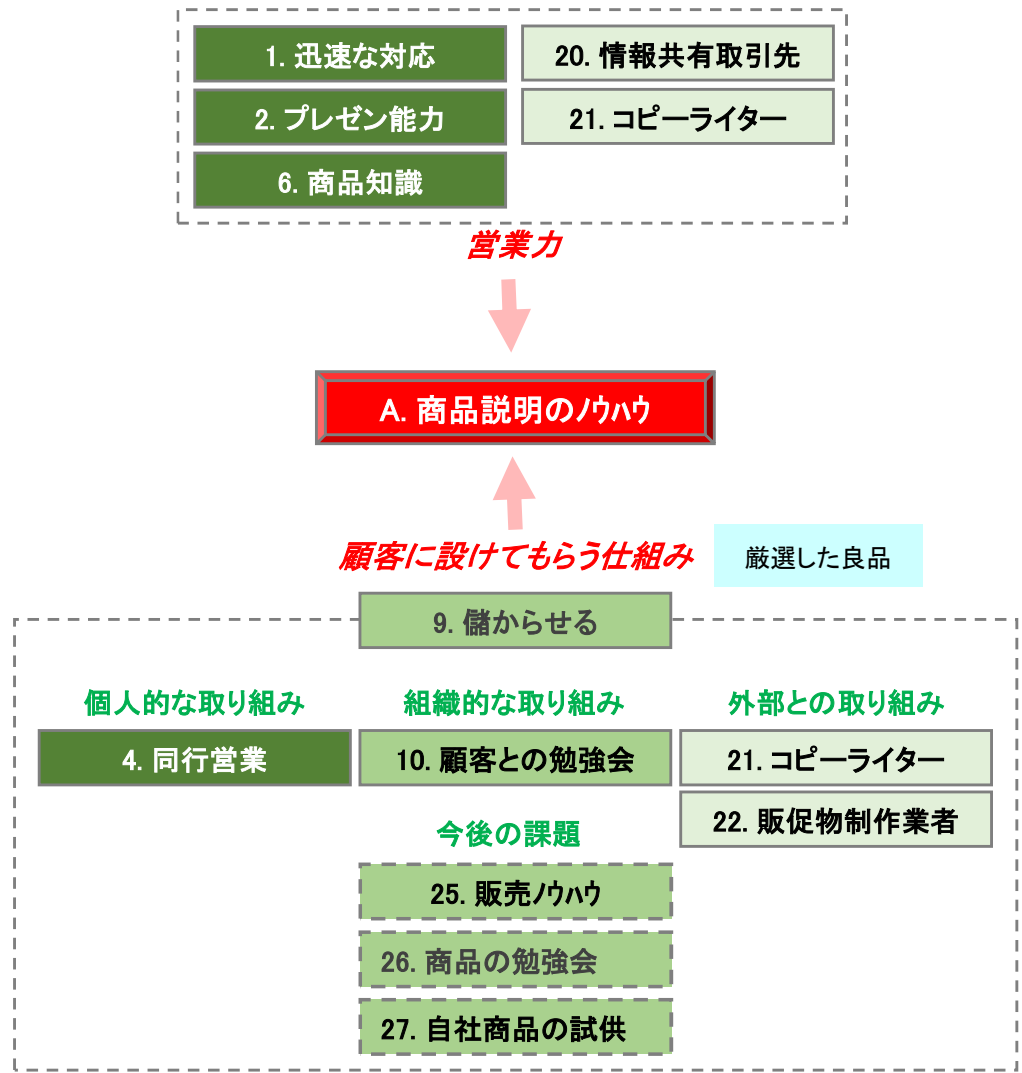 1. 迅速な対応
20. 情報共有取引先
2. プレゼン能力
21. コピーライター
6. 商品知識
営業力
A. 商品説明のﾉｳﾊｳ
顧客に設けてもらう仕組み
厳選した良品
9. 儲からせる
個人的な取り組み
組織的な取り組み
外部との取り組み
4. 同行営業
10. 顧客との勉強会
21. コピーライター
22. 販促物制作業者
今後の課題
25. 販売ﾉｳﾊｳ
26. 商品の勉強会
27. 自社商品の試供